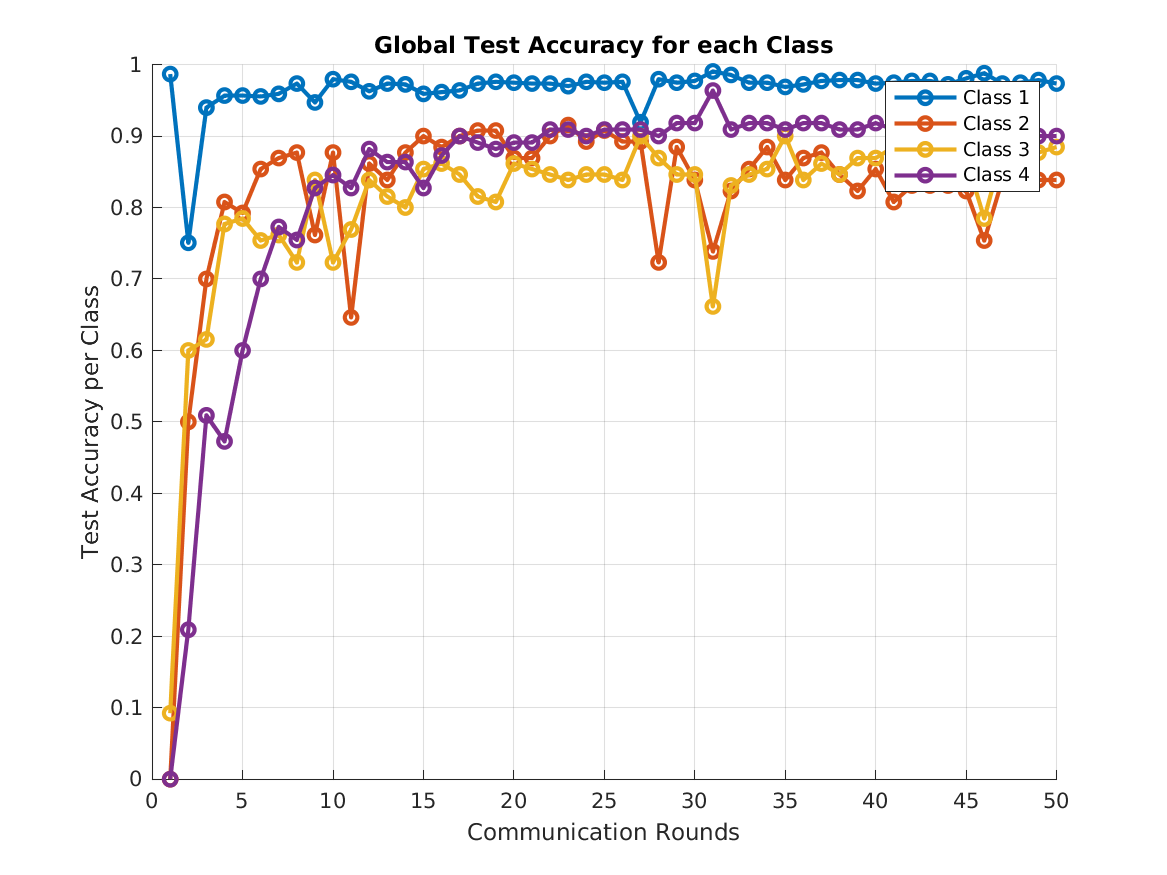 Global Test Accuracy for each Class
1
0.9
0.8
0.7
0.6
0.5
0.4
0.3
0.2
0.1
0
Test Accuracy per Class
Class 1
Class 2
Class 3
Class 4
0 5 10 15 20 25 30 35 40 45 50
Communication Rounds